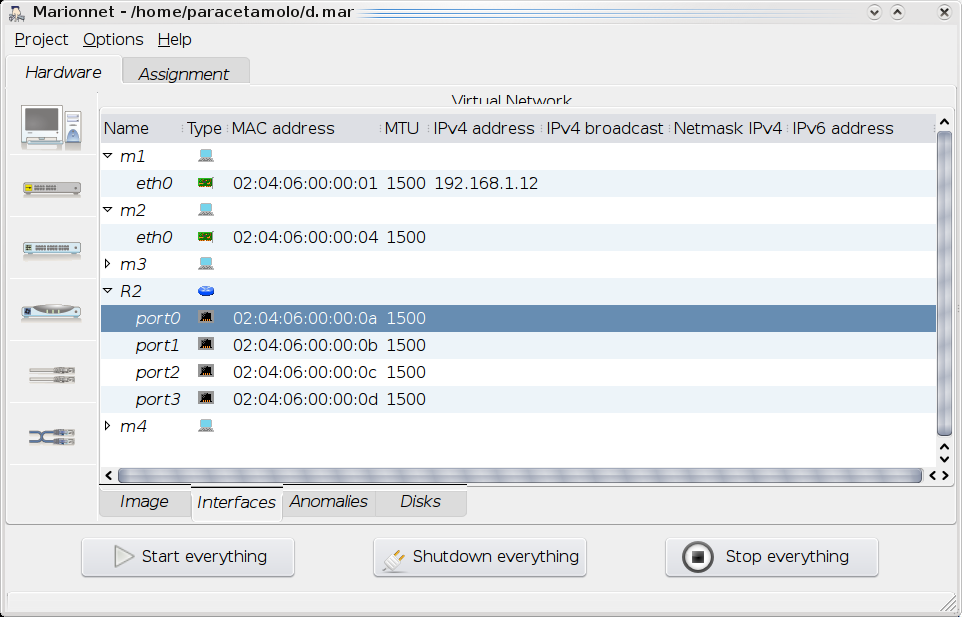 Marionnet - /home/paracetamolo/d.mar
Project Options Help
Hardware Assignment
Virtual Network
Name Type MAC address MTU IPv4 address IPv4 broadcast Netmask IPv4 IPv6 address
m1
eth0 02:04:06:00:00:01 1500 192.168.1.12
m2
eth0 02:04:06:00:00:04 1500
m3
R2
port0 02:04:06:00:00:0a 1500
port1 02:04:06:00:00:0b 1500
port2 02:04:06:00:00:0c 1500
port3 02:04:06:00:00:0d 1500
m4
Image Interfaces Anomalies Disks
Start everything Shutdown everything Stop everything